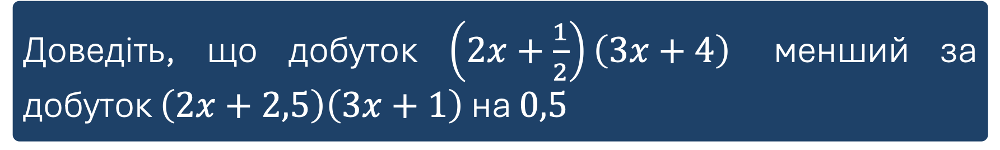 Доведіть, що добуток (2x + 1/2)(3x + 4) менший за
добуток (2x + 2,5)(3x + 1) на 0,5